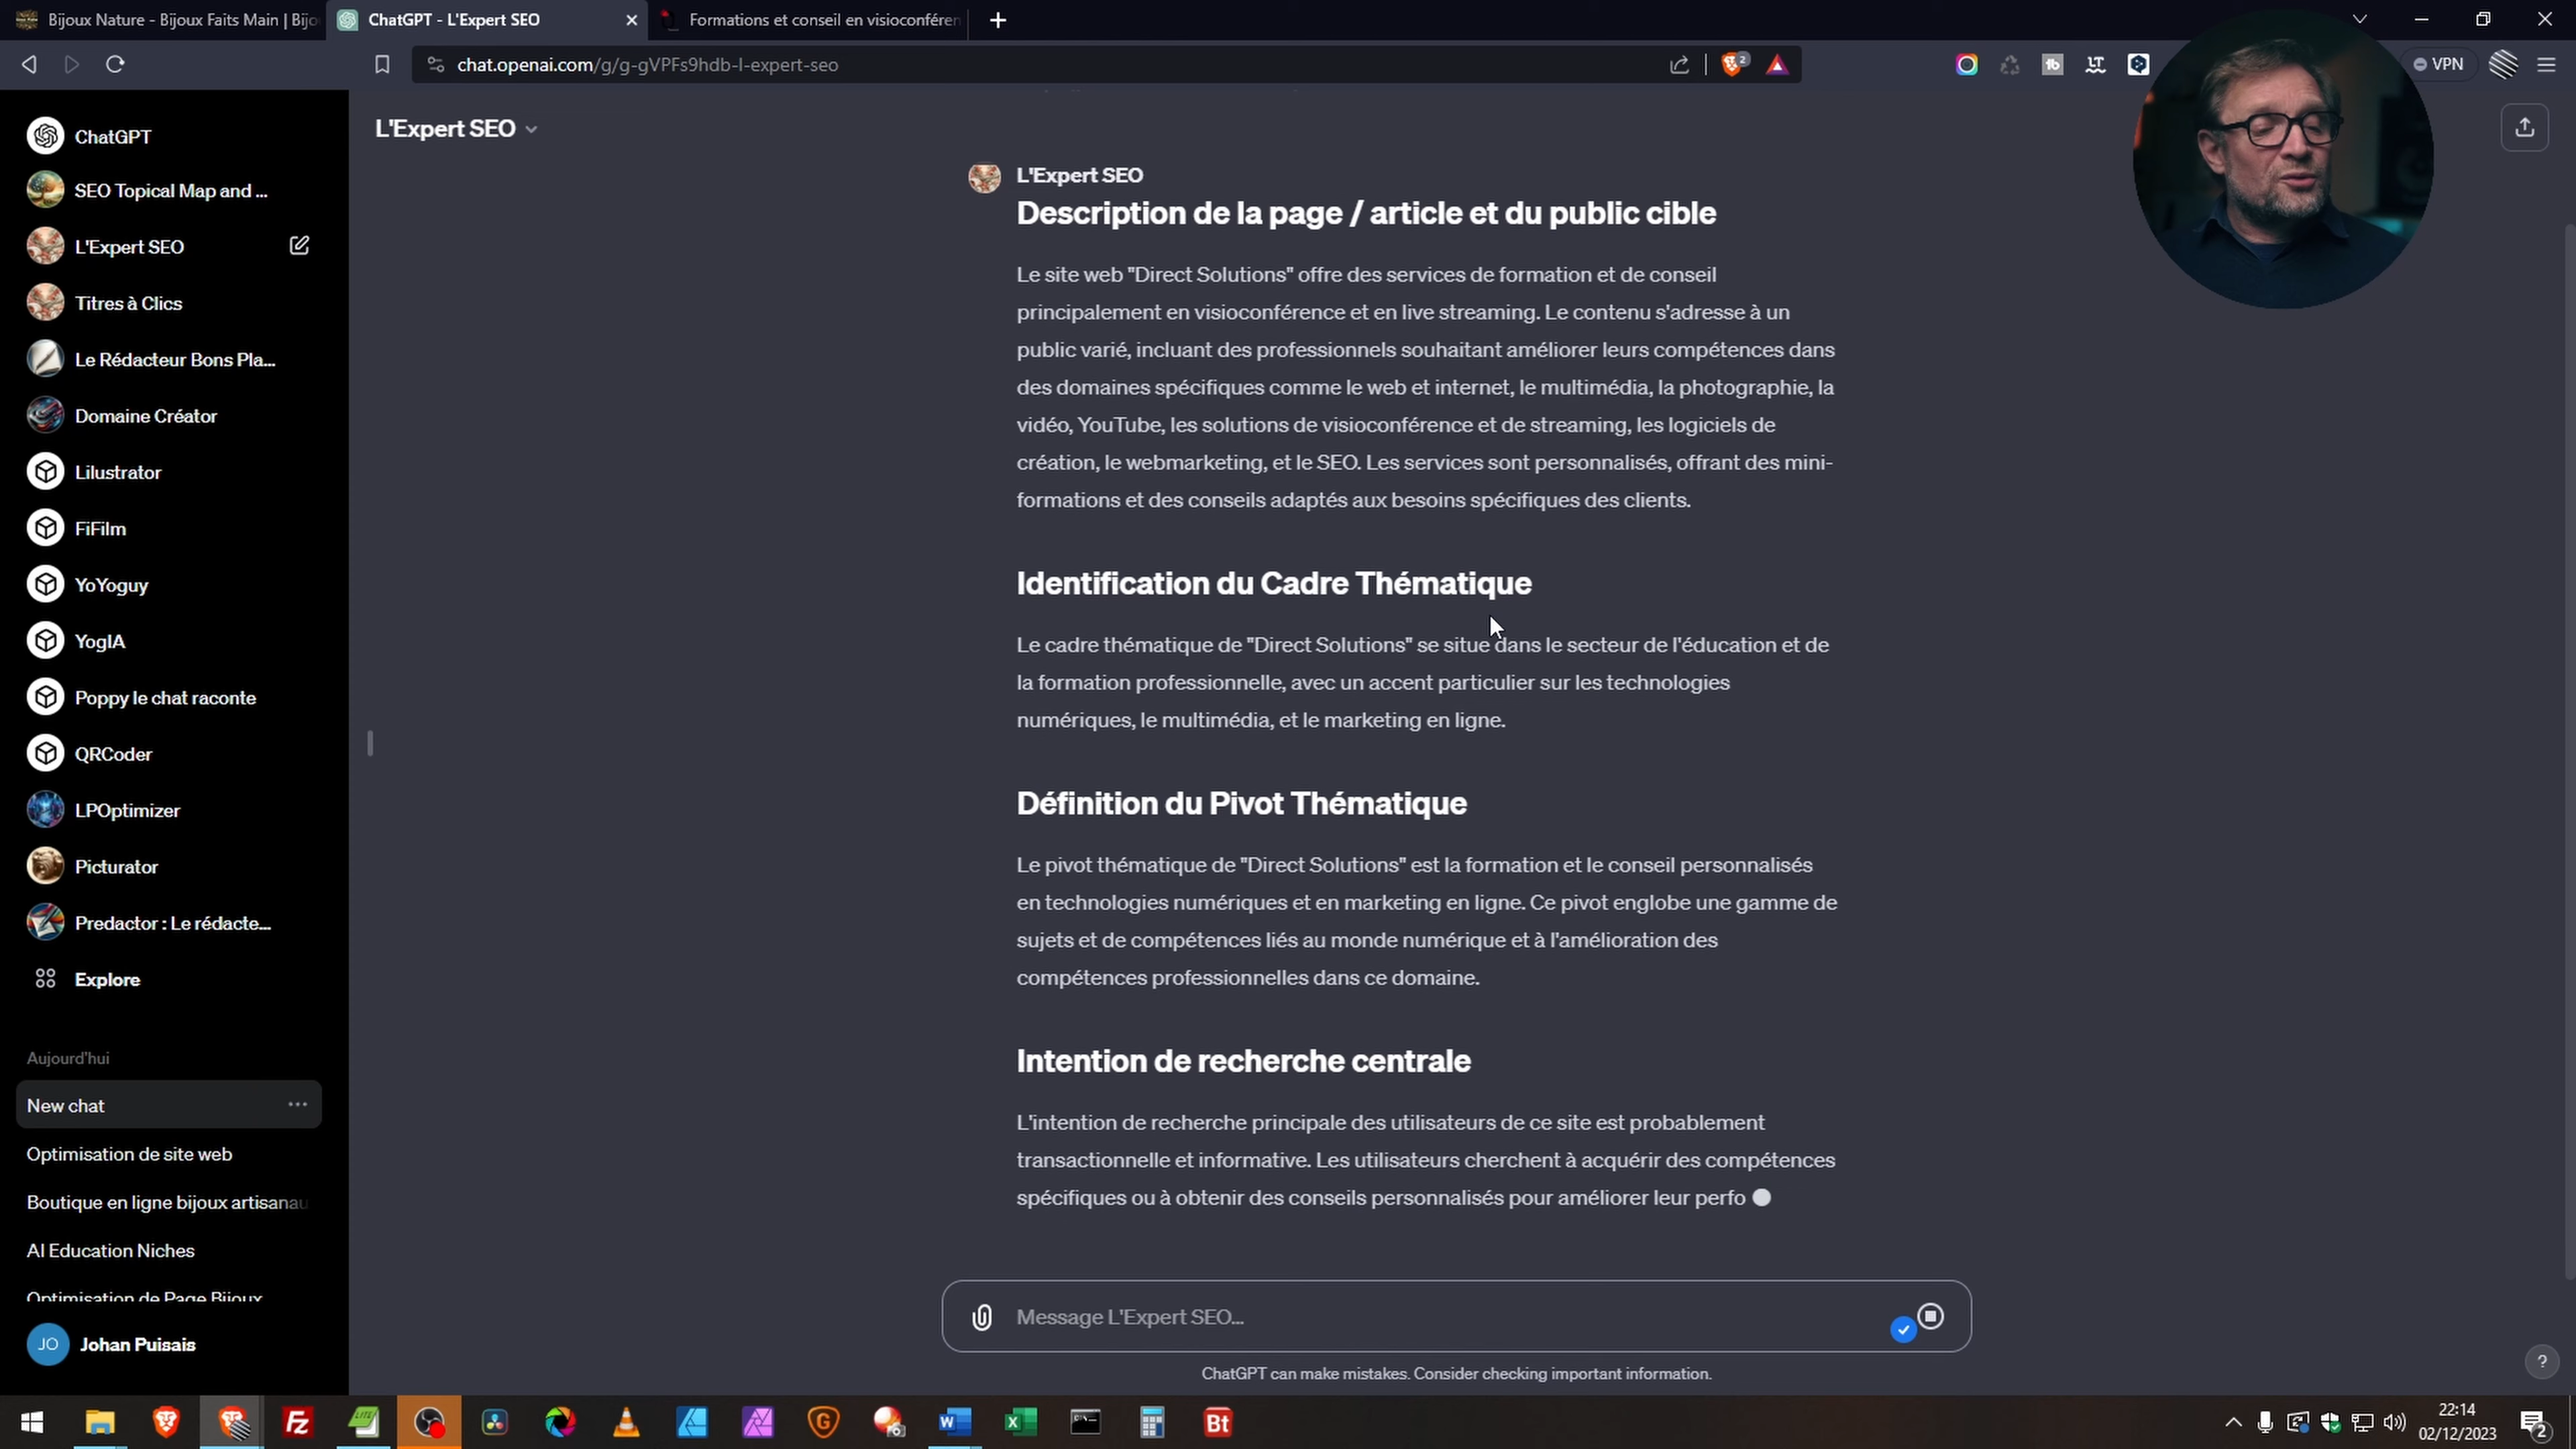 Bijoux Nature - Bijoux Faits Main | Bijo
ChatGPT - L'Expert SEO
Formations et conseil en visioconféren
chat.openai.com/g/g-gVPFs9hdb-l-expert-seo
2
VPN
ChatGPT
SEO Topical Map and ...
L'Expert SEO
Titres à Clics
Le Rédacteur Bons Pla...
Domaine Créator
Lilustrator
FiFilm
YoYoguy
YogIA
Poppy le chat raconte
QRCoder
LPOptimizer
Picturator
Predactor : Le rédacte...
Explore
Aujourd'hui
New chat
Optimisation de site web
Boutique en ligne bijoux artisanau
AI Education Niches
Optimisation de Page Bijoux
JO
Johan Puisais
L'Expert SEO
L'Expert SEO
Description de la page / article et du public cible
Le site web "Direct Solutions" offre des services de formation et de conseil
principalement en visioconférence et en live streaming. Le contenu s'adresse à un
public varié, incluant des professionnels souhaitant améliorer leurs compétences dans
des domaines spécifiques comme le web et internet, le multimédia, la photographie, la
vidéo, YouTube, les solutions de visioconférence et de streaming, les logiciels de
création, le webmarketing, et le SEO. Les services sont personnalisés, offrant des mini-
formations et des conseils adaptés aux besoins spécifiques des clients.
Identification du Cadre Thématique
Le cadre thématique de "Direct Solutions" se situe dans le secteur de l'éducation et de
la formation professionnelle, avec un accent particulier sur les technologies
numériques, le multimédia, et le marketing en ligne.
Définition du Pivot Thématique
Le pivot thématique de "Direct Solutions" est la formation et le conseil personnalisés
en technologies numériques et en marketing en ligne. Ce pivot englobe une gamme de
sujets et de compétences liés au monde numérique et à l'amélioration des
compétences professionnelles dans ce domaine.
Intention de recherche centrale
L'intention de recherche principale des utilisateurs de ce site est probablement
transactionnelle et informative. Les utilisateurs cherchent à acquérir des compétences
spécifiques ou à obtenir des conseils personnalisés pour améliorer leur perfo
Message L'Expert SEO...
ChatGPT can make mistakes. Consider checking important information.
?
Fz
LITE
G
W
X
Bt
22:14
02/12/2023
2